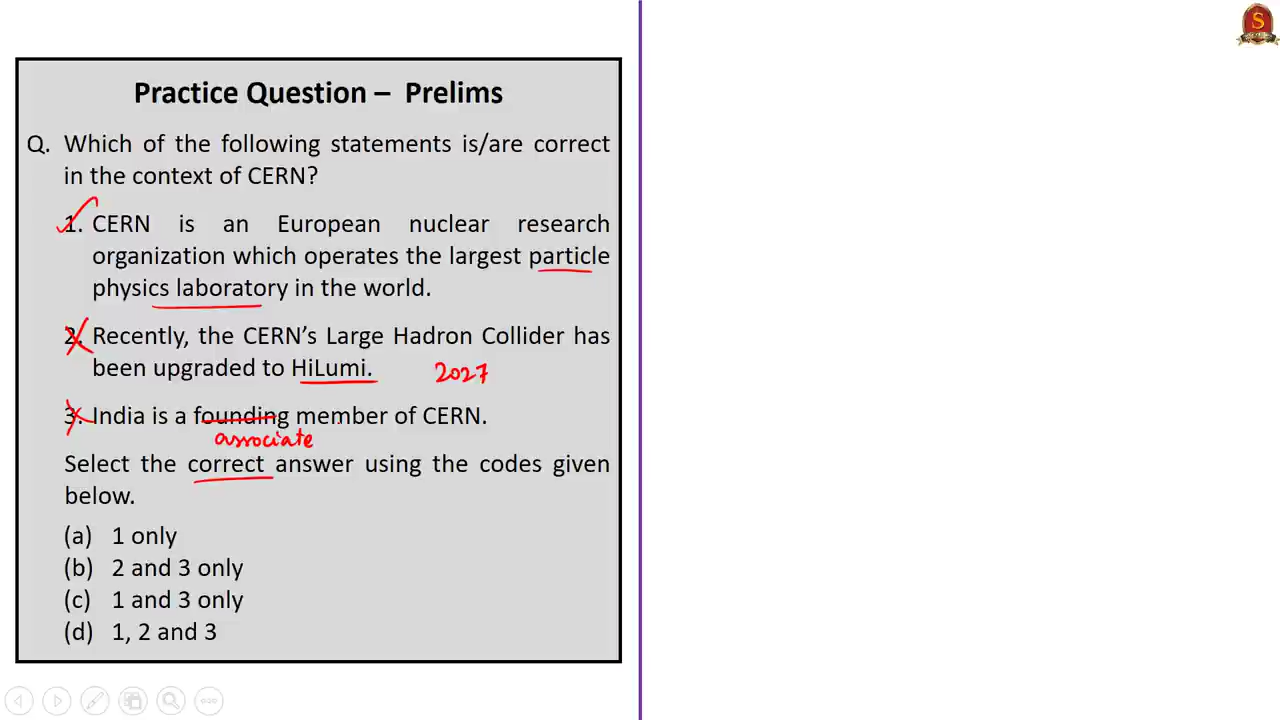 Practice Question – Prelims
Q. Which of the following statements is/are correct
in the context of CERN?
1. CERN is an European nuclear research
organization which operates the largest particle
physics laboratory in the world.
2. Recently, the CERN’s Large Hadron Collider has
been upgraded to HiLumi.
2027
3. India is a founding member of CERN.
associate
Select the correct answer using the codes given
below.
(a) 1 only
(b) 2 and 3 only
(c) 1 and 3 only
(d) 1, 2 and 3
S